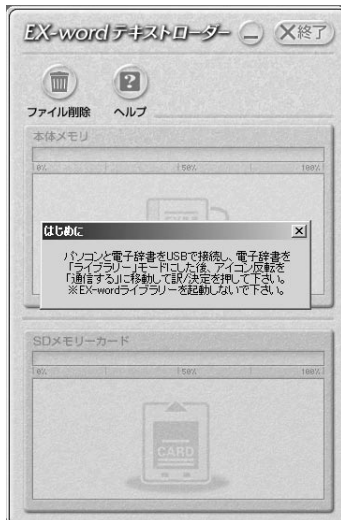 EX-word テキストローダー
×終了
ファイル削除 ヘルプ
本体メモリ
0% 50% 100%
はじめに
パソコンと電子辞書をUSBで接続し、電子辞書を
「ライブラリー」モードにした後、アイコン反転を
「通信する」に移動して訳/決定を押して下さい。
※EX-wordライブラリーを起動しないで下さい。
SDメモリーカード
0% 50% 100%
CARD